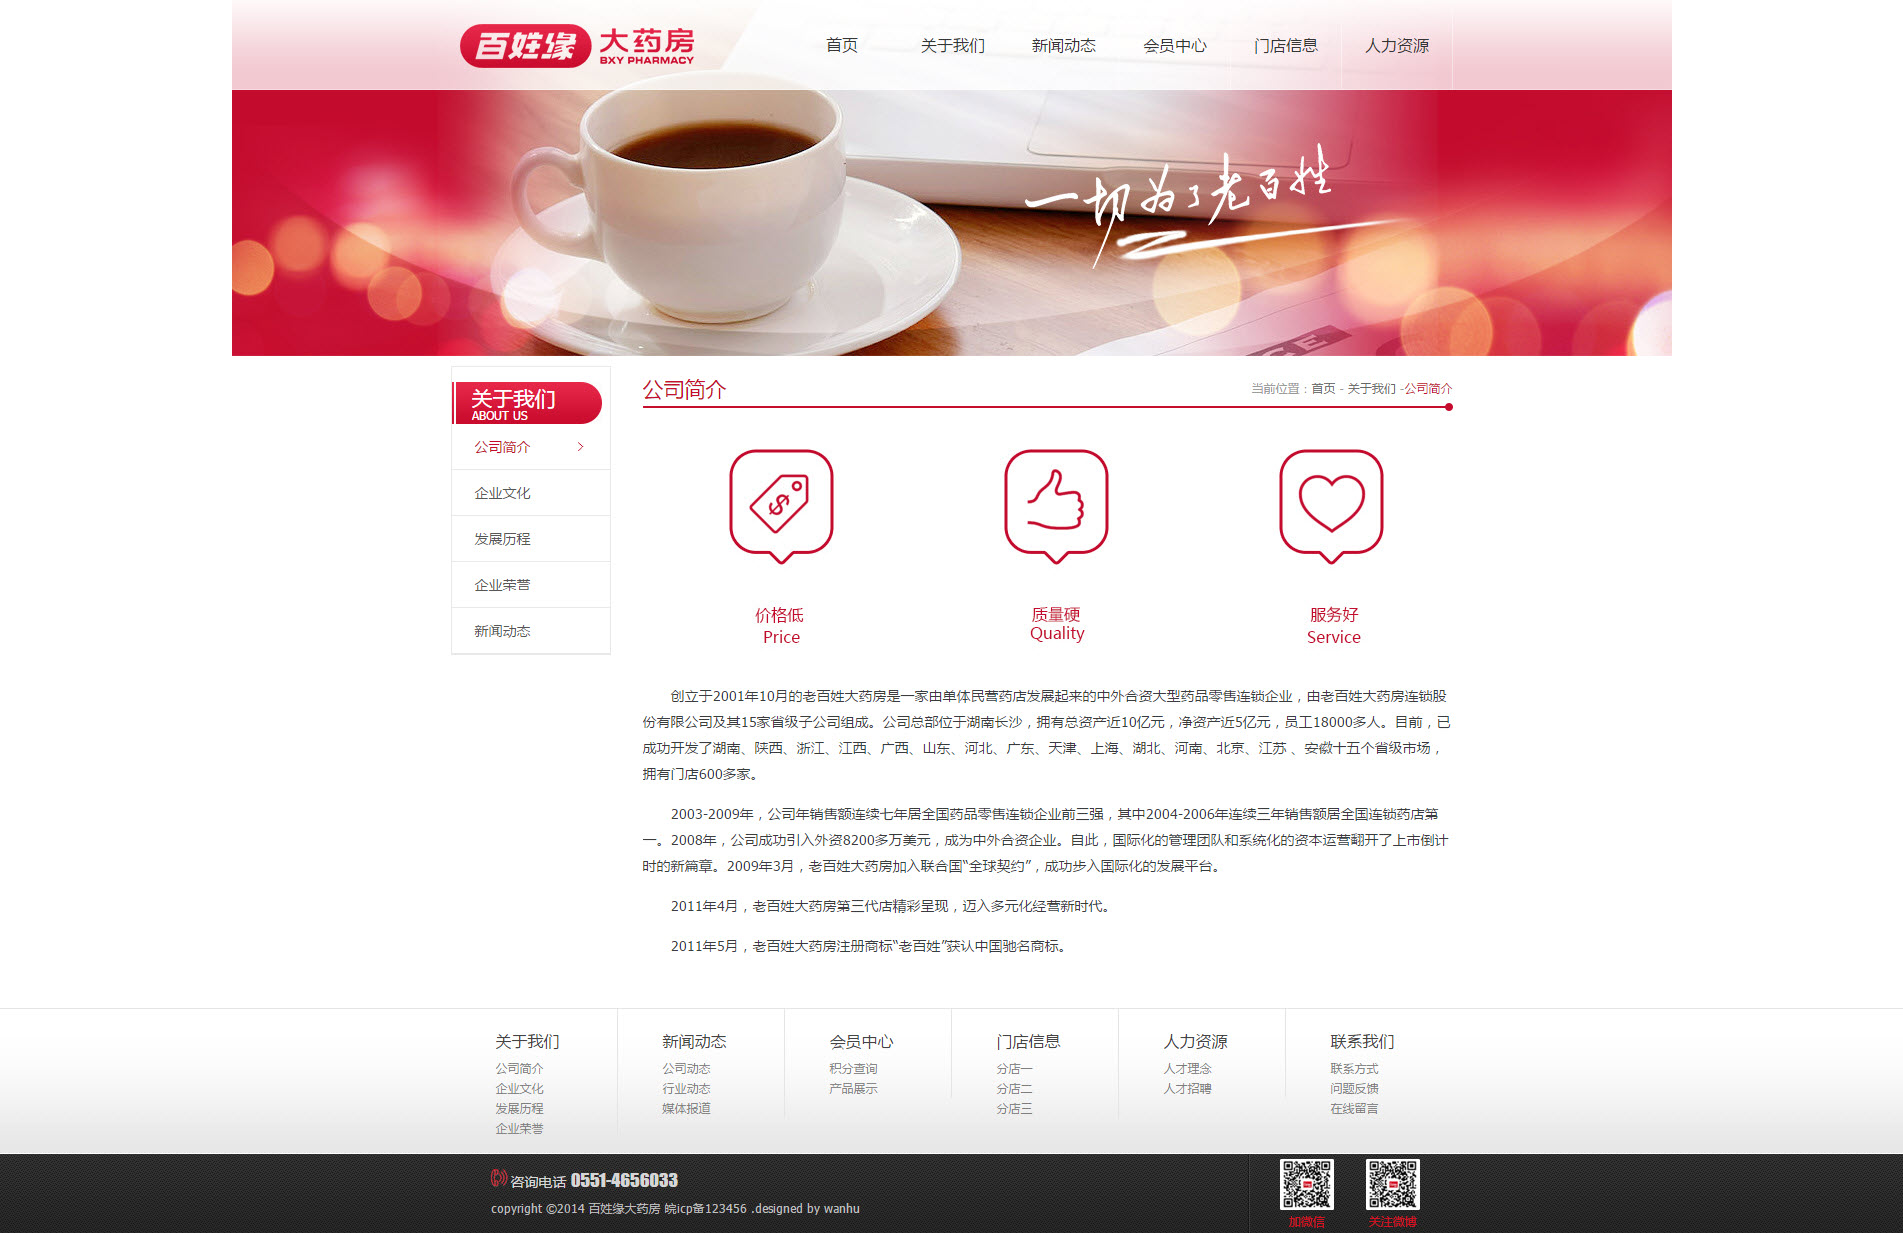 百姓缘 大药房
BXY PHARMACY
首页 关于我们 新闻动态 会员中心 门店信息 人力资源
一切为了老百姓
CE
关于我们
ABOUT US
公司简介
企业文化
发展历程
企业荣誉
新闻动态
公司简介
当前位置：首页 - 关于我们 -公司简介
价格低 质量硬 服务好
Price Quality Service
创立于2001年10月的老百姓大药房是一家由单体民营药店发展起来的中外合资大型药品零售连锁企业，由老百姓大药房连锁股
份有限公司及其15家省级子公司组成。公司总部位于湖南长沙，拥有总资产近10亿元，净资产近5亿元，员工18000多人。目前，已
成功开发了湖南、陕西、浙江、江西、广西、山东、河北、广东、天津、上海、湖北、河南、北京、江苏 、安徽十五个省级市场，
拥有门店600多家。
2003-2009年，公司年销售额连续七年居全国药品零售连锁企业前三强，其中2004-2006年连续三年销售额居全国连锁药店第
一。2008年，公司成功引入外资8200多万美元，成为中外合资企业。自此，国际化的管理团队和系统化的资本运营翻开了上市倒计
时的新篇章。2009年3月，老百姓大药房加入联合国“全球契约”，成功步入国际化的发展平台。
2011年4月，老百姓大药房第三代店精彩呈现，迈入多元化经营新时代。
2011年5月，老百姓大药房注册商标“老百姓”获认中国驰名商标。
关于我们 新闻动态 会员中心 门店信息 人力资源 联系我们
公司简介 公司动态 积分查询 分店一 人才理念 联系方式
企业文化 行业动态 产品展示 分店二 人才招聘 问题反馈
发展历程 媒体报道 分店三 在线留言
企业荣誉
咨询电话 0551-4656033
copyright ©2014 百姓缘大药房 皖icp备123456 .designed by wanhu
加微信 关注微博